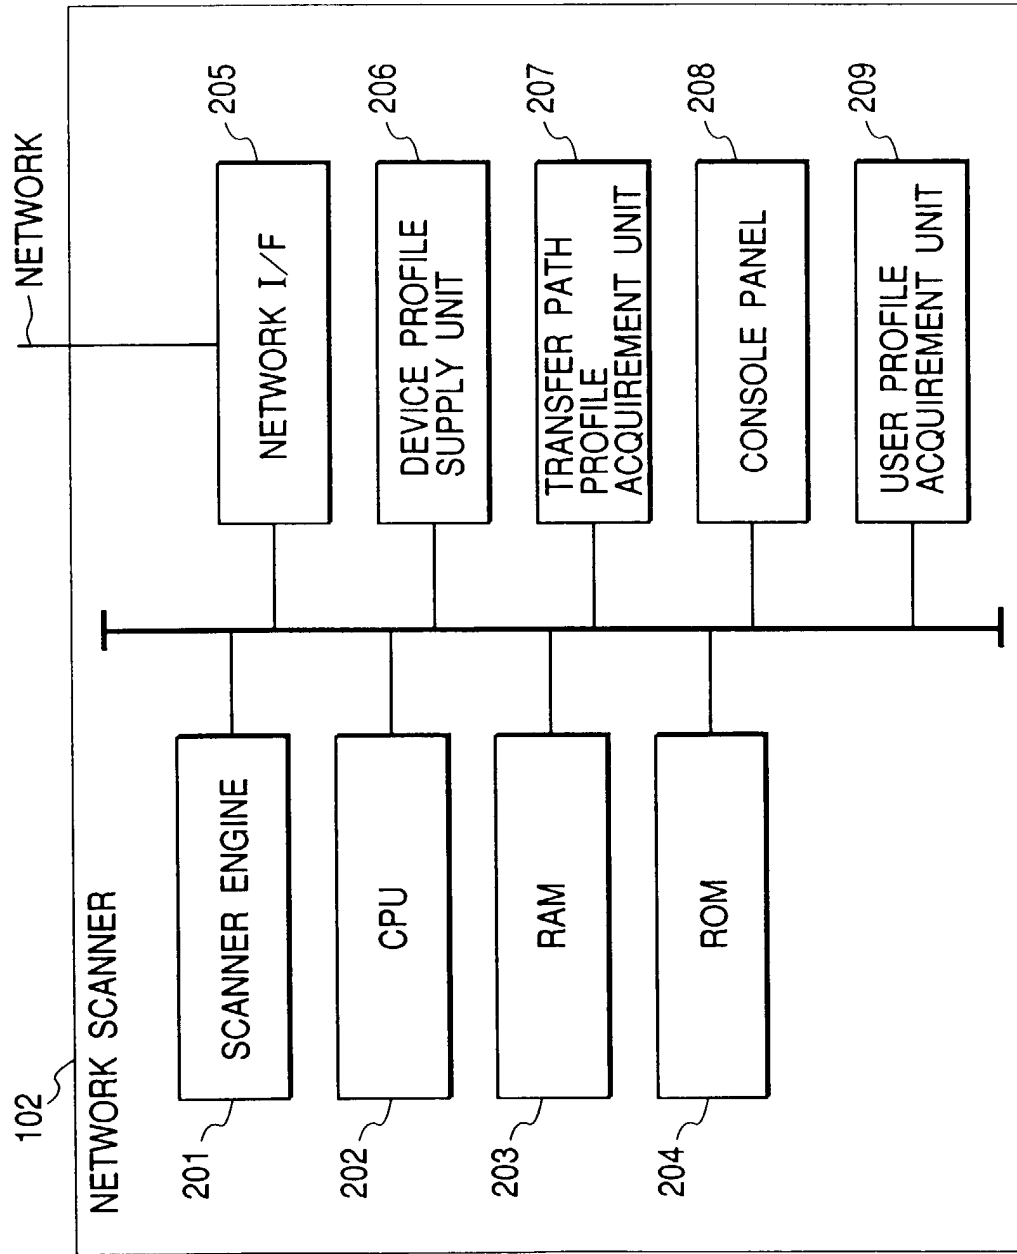 102
NETWORK SCANNER
NETWORK
201
SCANNER ENGINE
202
CPU
203
RAM
204
ROM
NETWORK I/F
205
DEVICE PROFILE
SUPPLY UNIT
206
TRANSFER PATH
PROFILE
ACQUIREMENT UNIT
207
CONSOLE PANEL
208
USER PROFILE
ACQUIREMENT UNIT
209